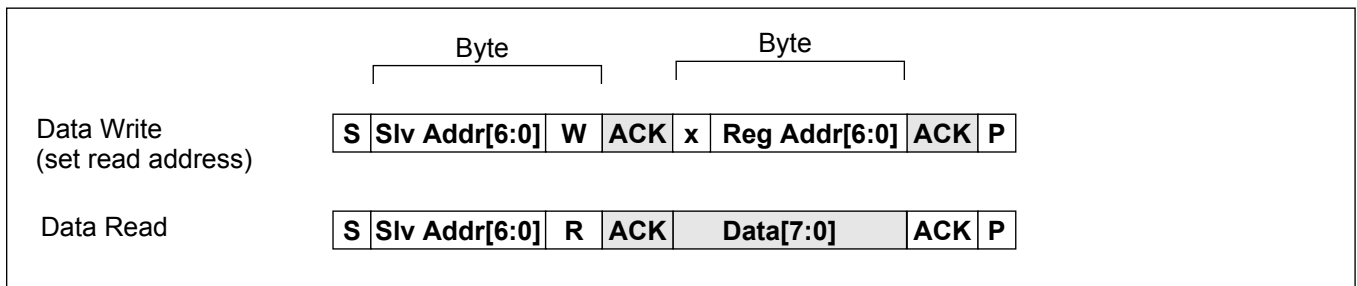 Byte Byte
Data Write
(set read address)
S Slv Addr[6:0] W ACK x Reg Addr[6:0] ACK P
Data Read
S Slv Addr[6:0] R ACK Data[7:0] ACK P